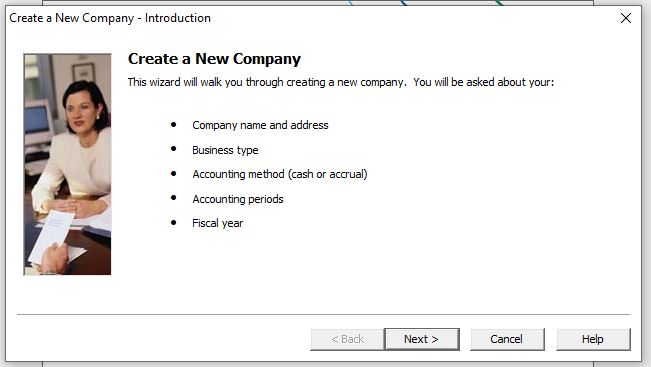 Create a New Company - Introduction
Create a New Company
This wizard will walk you through creating a new company. You will be asked about your:
• Company name and address
• Business type
• Accounting method (cash or accrual)
• Accounting periods
• Fiscal year
< Back
Next >
Cancel
Help